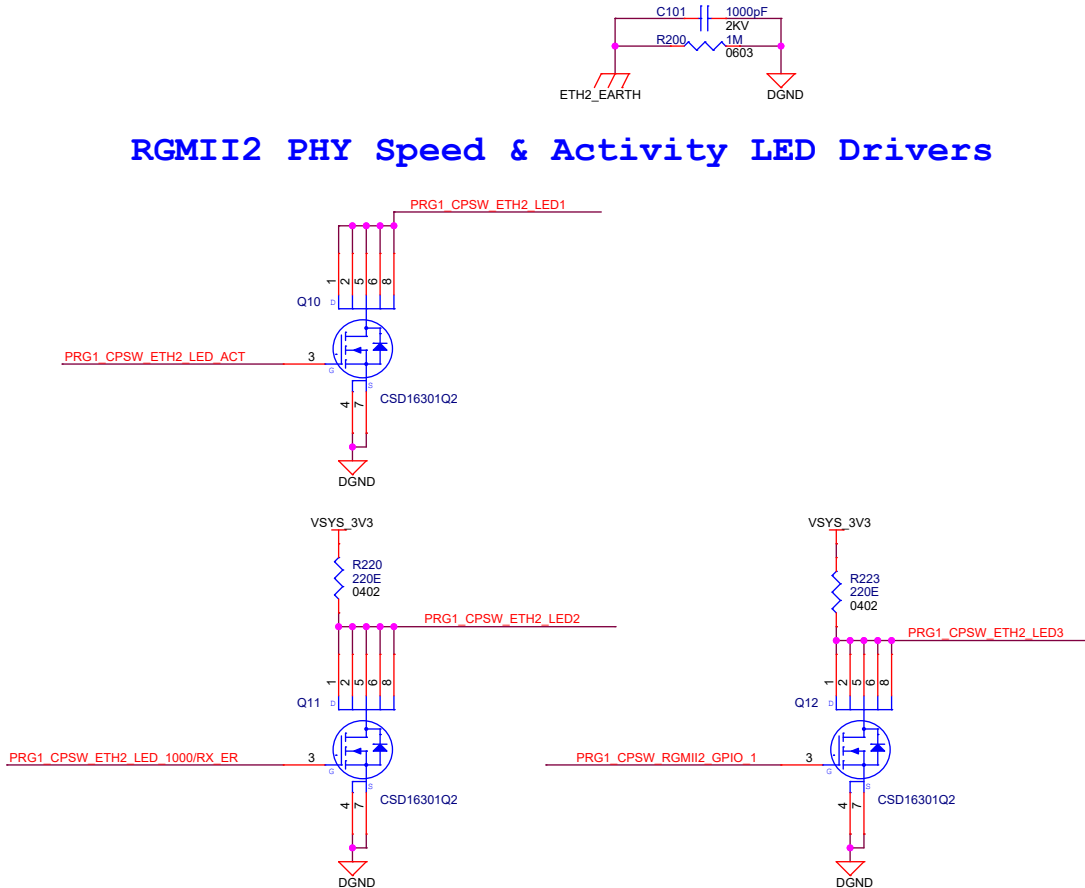 C101 1000pF
2KV
R200 1M
0603
ETH2_EARTH DGND
RGMII2 PHY Speed & Activity LED Drivers
PRG1_CPSW_ETH2_LED1
1 2 5 6 8
Q10 D
PRG1_CPSW_ETH2_LED_ACT 3
G
S
4 7 CSD16301Q2
DGND
VSYS_3V3
R220
220E
0402
PRG1_CPSW_ETH2_LED2
1 2 5 6 8
Q11 D
PRG1_CPSW_ETH2_LED_1000/RX_ER 3
G
S
4 7 CSD16301Q2
DGND
VSYS_3V3
R223
220E
0402
PRG1_CPSW_ETH2_LED3
1 2 5 6 8
Q12 D
PRG1_CPSW_RGMII2_GPIO_1 3
G
S
4 7 CSD16301Q2
DGND